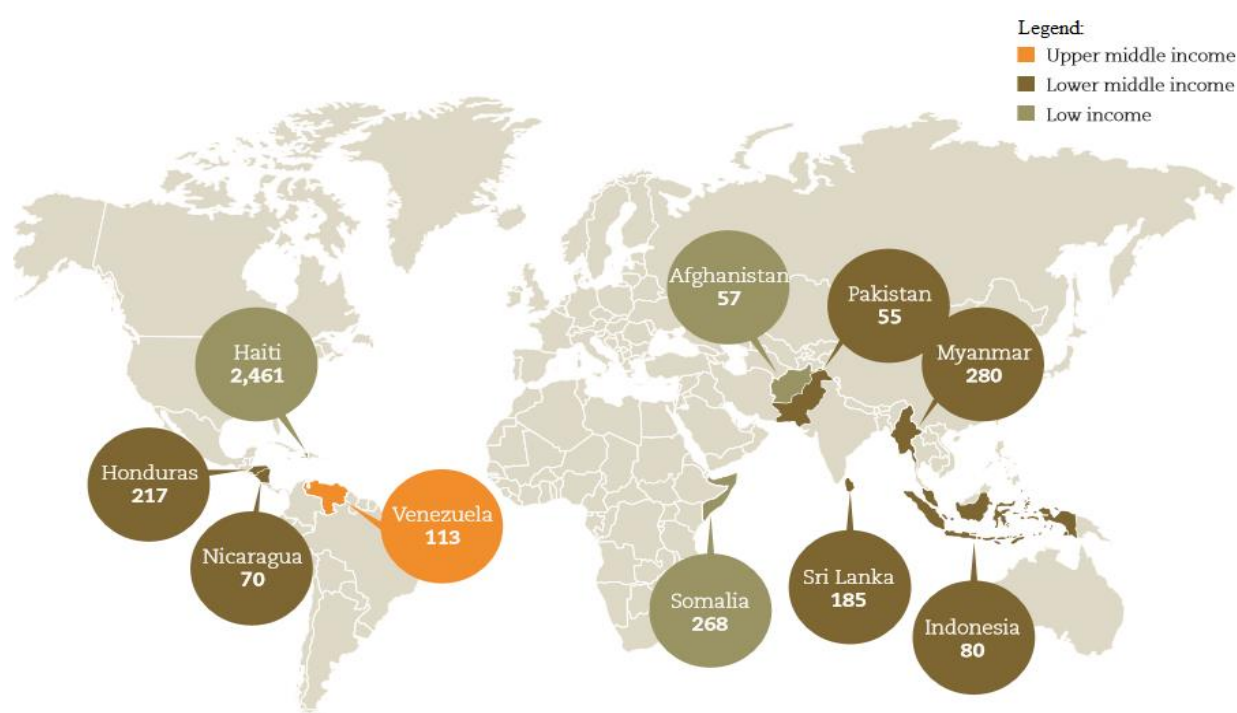 Legend:
Upper middle income
Lower middle income
Low income
Afghanistan
57
Pakistan
55
Haiti
2,461
Myanmar
280
Honduras
217
Venezuela
113
Nicaragua
70
Somalia
268
Sri Lanka
185
Indonesia
80